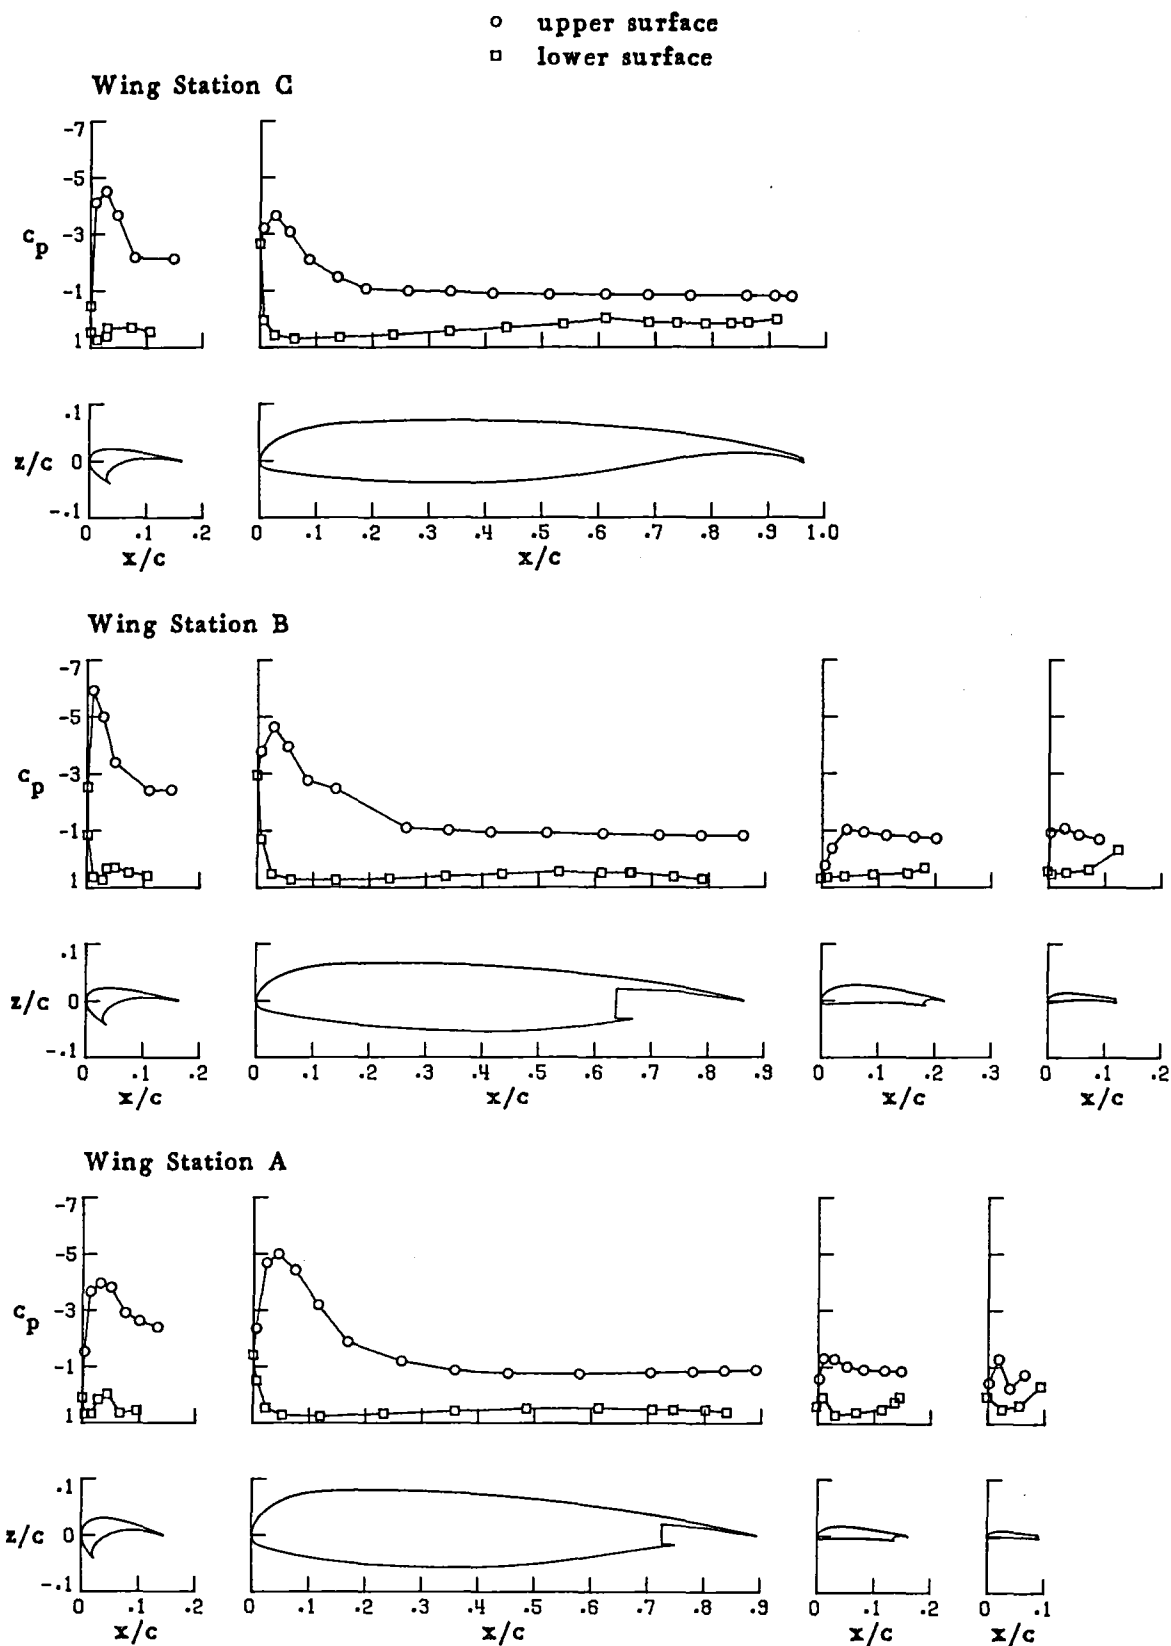 upper surface
lower surface
Wing Station C
-7
-5
-3
-1
1
c_p
.1
0
-.1
z/c
0 .1 .2
x/c
0 .1 .2 .3 .4 .5 .6 .7 .8 .9 1.0
x/c
Wing Station B
-7
-5
-3
-1
1
c_p
.1
0
-.1
z/c
0 .1 .2
x/c
0 .1 .2 .3 .4 .5 .6 .7 .8 .9
x/c
0 .1 .2 .3
x/c
0 .1 .2
x/c
Wing Station A
-7
-5
-3
-1
1
c_p
.1
0
-.1
z/c
0 .1 .2
x/c
0 .1 .2 .3 .4 .5 .6 .7 .8 .9
x/c
0 .1 .2
x/c
0 .1
x/c